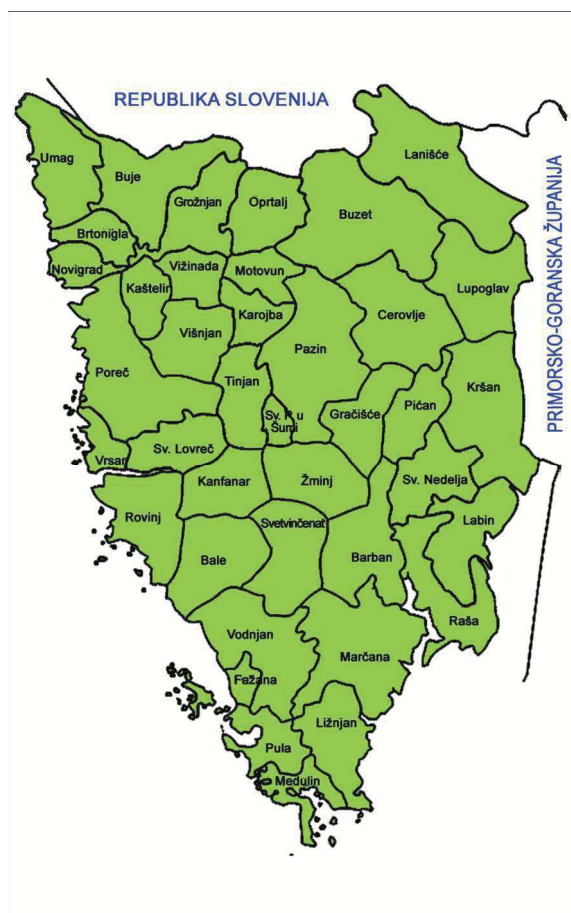 REPUBLIKA SLOVENIJA
PRIMORSKO-GORANSKA ŽUPANIJA
Lanišće
Umag
Buje
Grožnjan
Oprtalj
Buzet
Brtonigla
Novigrad
Vižinada
Motovun
Kaštelir
Lupoglav
Karojba
Cerovlje
Višnjan
Pazin
Poreč
Tinjan
Kršan
Sv. P. u
Šumi
Gračišće
Pićan
Sv. Lovreč
Vrsar
Kanfanar
Žminj
Sv. Nedelja
Rovinj
Svetvinčenat
Labin
Bale
Barban
Raša
Vodnjan
Marčana
Fažana
Ližnjan
Pula
Medulin